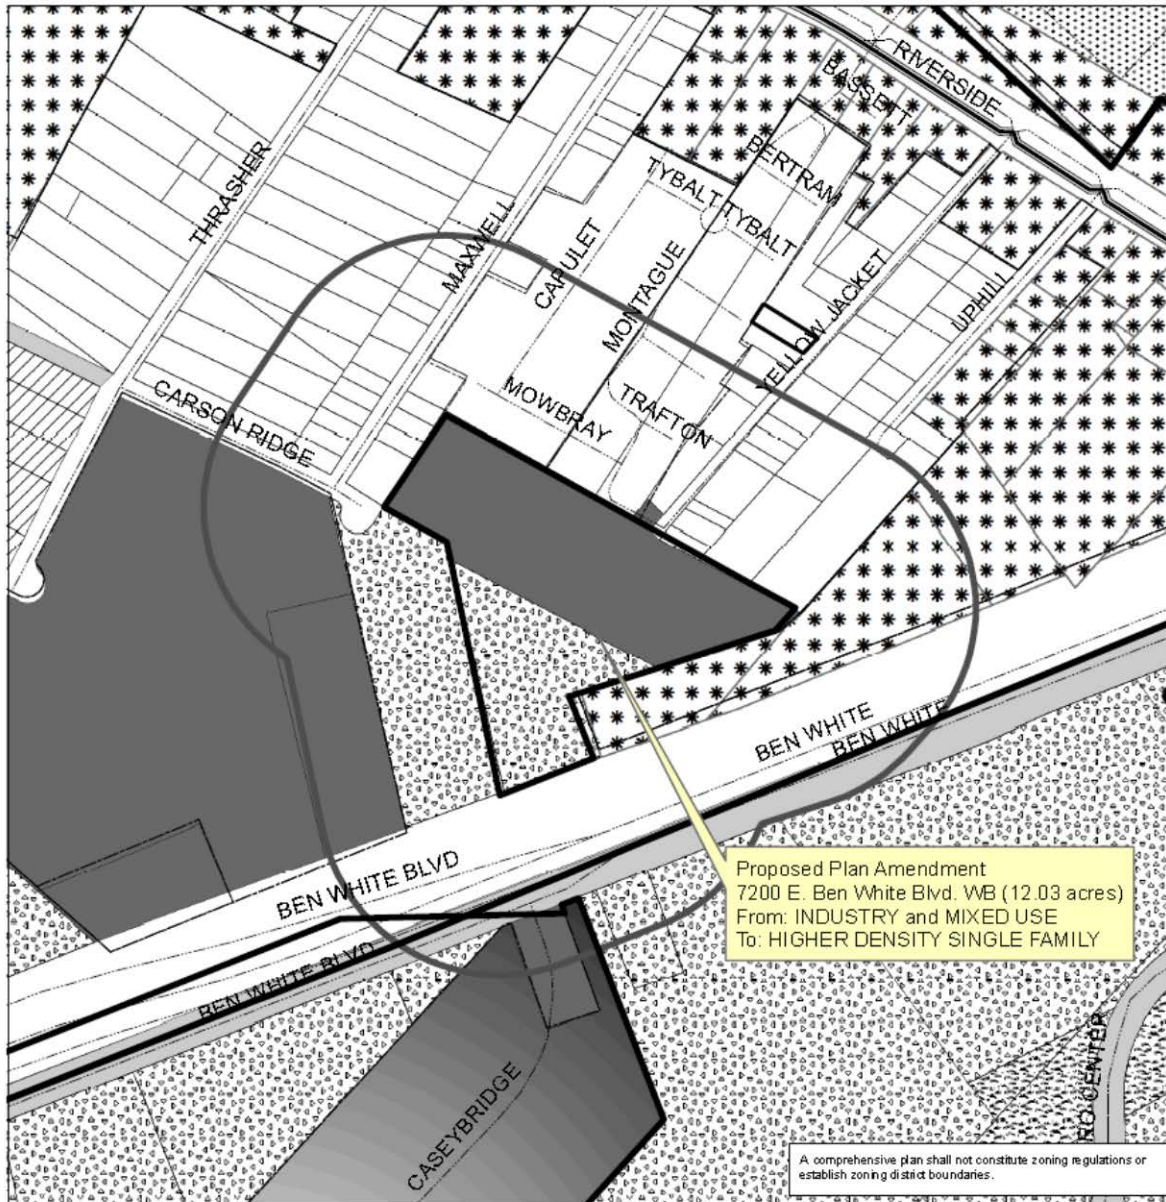 RIVERSIDE
BASSETT
BERTRAM
THRASHER
TYBALT
TYBALT
MAXWELL
CAPULET
MONTAGUE
YELLOW JACKET
UPHILL
CARSON RIDGE
MOWBRAY
TRAFTON
BEN WHITE
BEN WHITE
BEN WHITE BLVD
BEN WHITE BLVD
Proposed Plan Amendment
7200 E. Ben White Blvd. WB (12.03 acres)
From: INDUSTRY and MIXED USE
To: HIGHER DENSITY SINGLE FAMILY
CASEYBRIDGE
RO CENTER
A comprehensive plan shall not constitute zoning regulations or
establish zoning district boundaries.